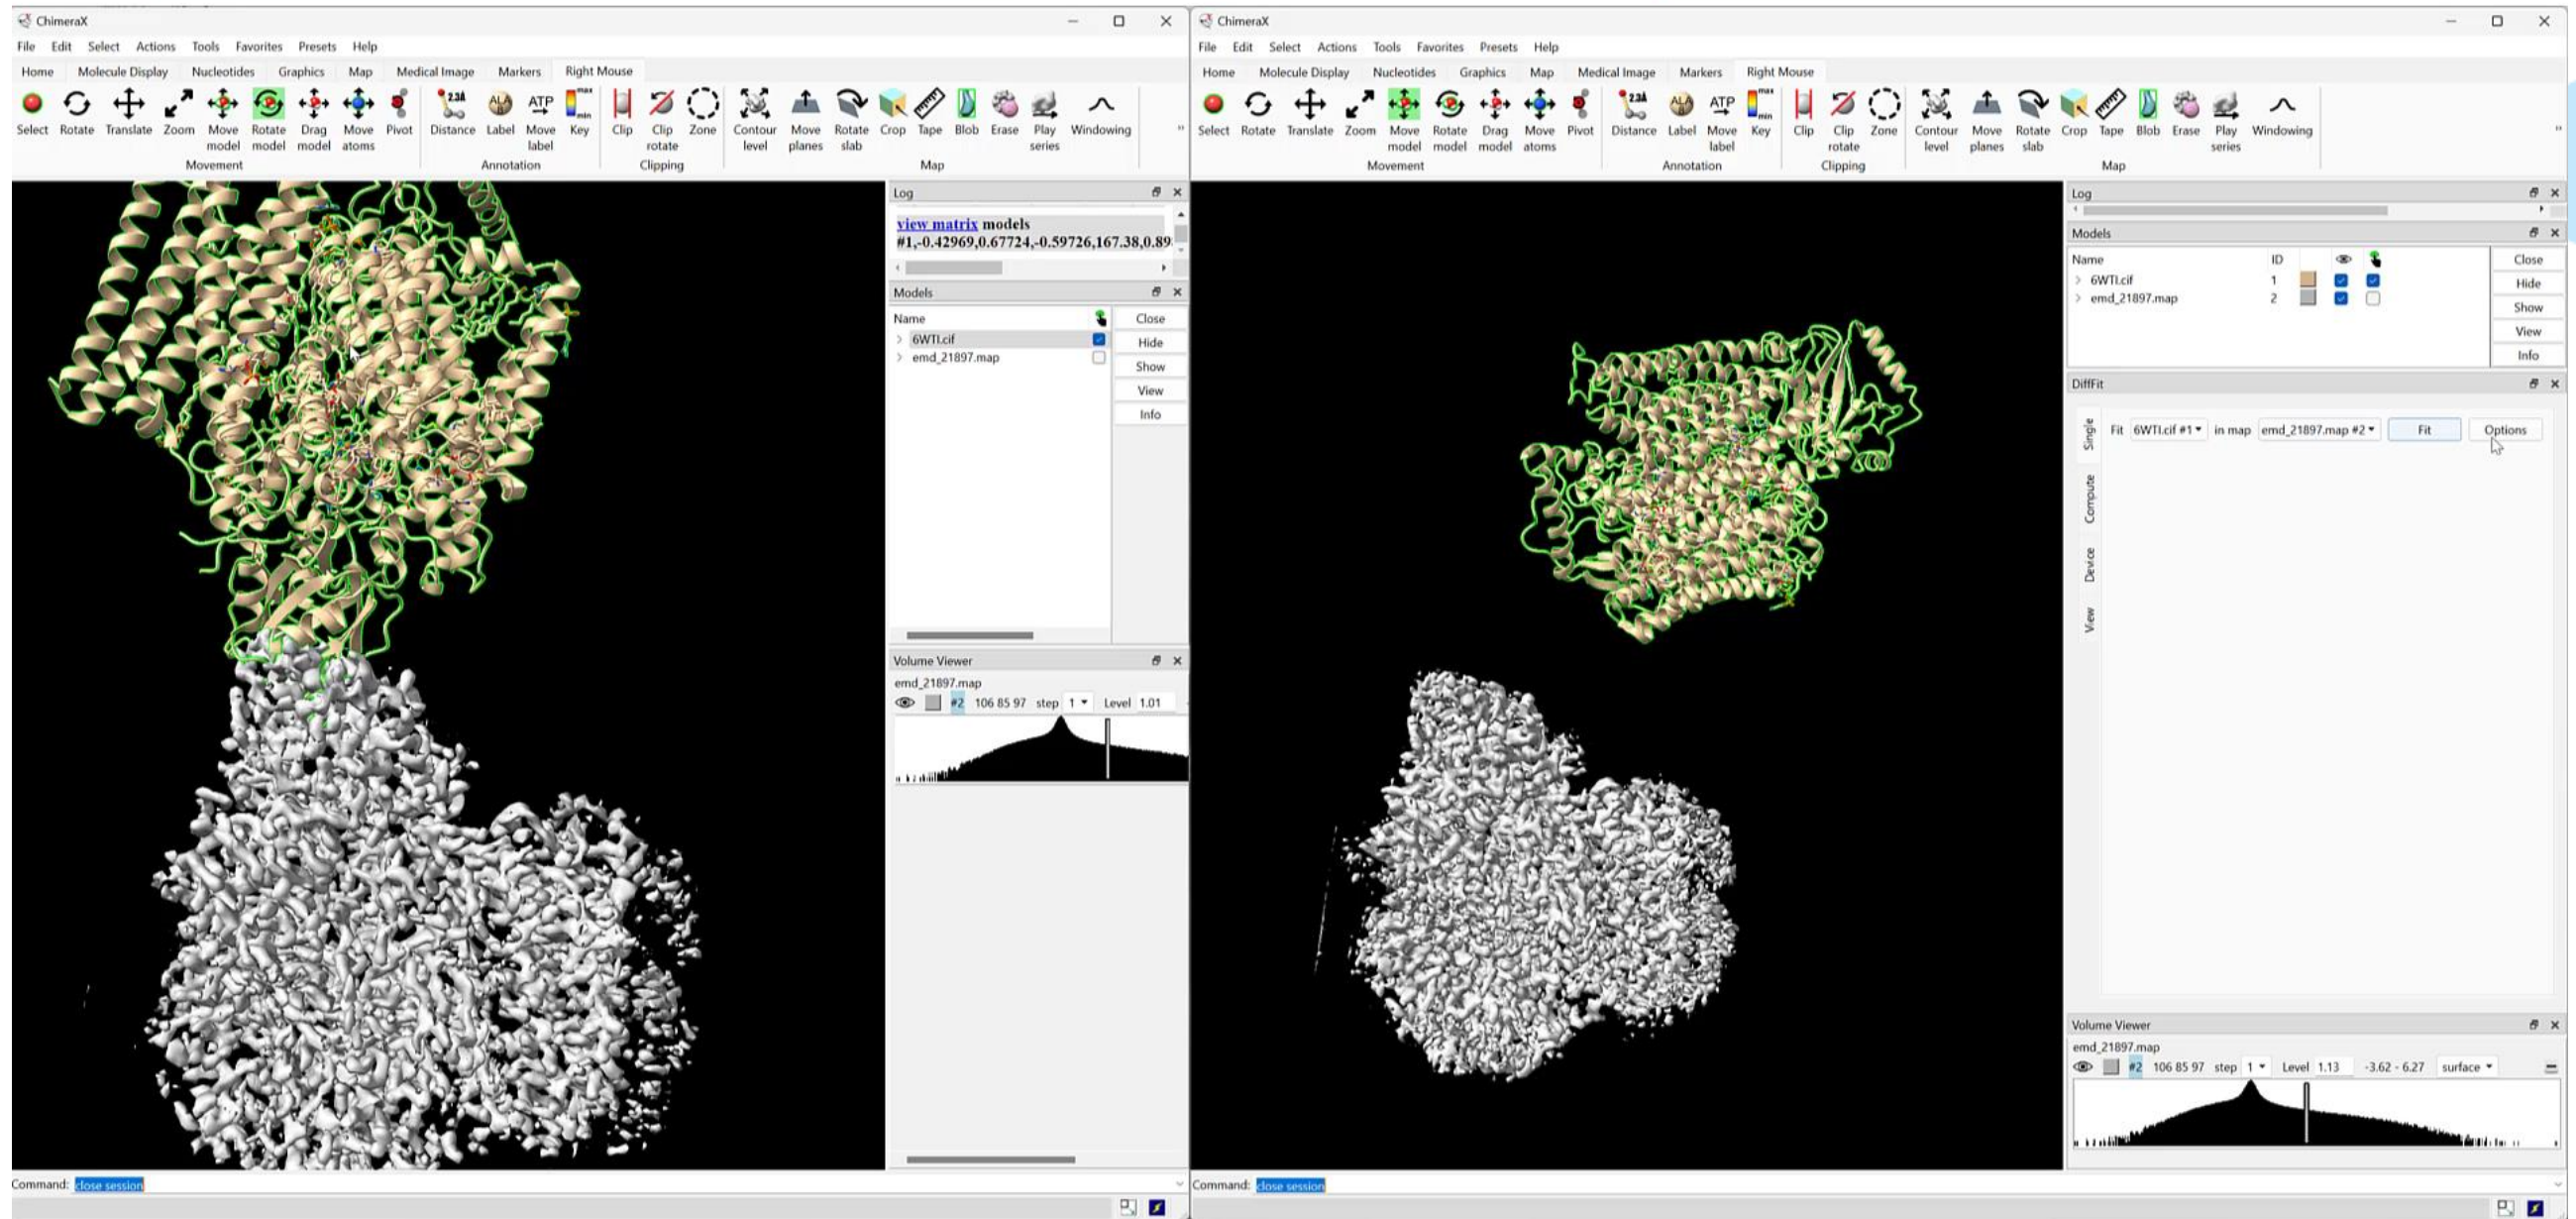 ChimeraX
File Edit Select Actions Tools Favorites Presets Help
Home Molecule Display Nucleotides Graphics Map Medical Image Markers Right Mouse
Select Rotate Translate Zoom Move model Rotate model Drag model Move atoms Pivot Distance Label Move label Key Clip Clip rotate Zone Contour level Move planes Rotate slab Crop Tape Blob Erase Play series Windowing
Movement Annotation Clipping Map
Log
view matrix models
#1,-0.42969,0.67724,-0.59726,167.38,0.89
Models
Name Close
6WTI.cif Hide
emd_21897.map Show
View
Info
Volume Viewer
emd_21897.map
#2 106 85 97 step 1 Level 1.01
Command: close session
ChimeraX
File Edit Select Actions Tools Favorites Presets Help
Home Molecule Display Nucleotides Graphics Map Medical Image Markers Right Mouse
Select Rotate Translate Zoom Move model Rotate model Drag model Move atoms Pivot Distance Label Move label Key Clip Clip rotate Zone Contour level Move planes Rotate slab Crop Tape Blob Erase Play series Windowing
Movement Annotation Clipping Map
Log
Models
Name ID Close
6WTI.cif 1 Hide
emd_21897.map 2 Show
View
Info
DiffFit
Single Compute Device View
Fit 6WTI.cif #1 in map emd_21897.map #2 Fit Options
Volume Viewer
emd_21897.map
#2 106 85 97 step 1 Level 1.13 -3.62 - 6.27 surface
Command: close session